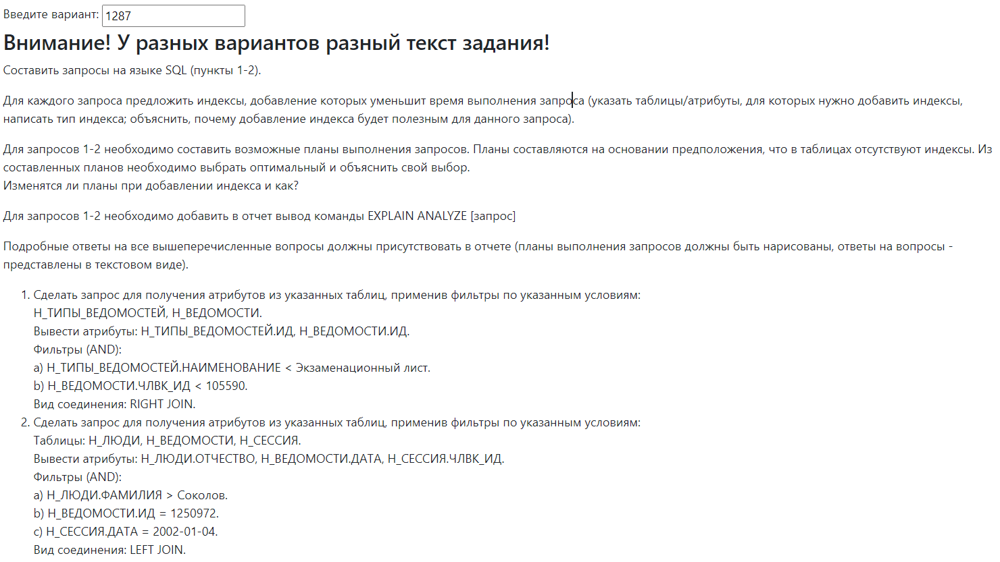 Введите вариант: 1287
Внимание! У разных вариантов разный текст задания!
Составить запросы на языке SQL (пункты 1-2).
Для каждого запроса предложить индексы, добавление которых уменьшит время выполнения запроса (указать таблицы/атрибуты, для которых нужно добавить индексы,
написать тип индекса; объяснить, почему добавление индекса будет полезным для данного запроса).
Для запросов 1-2 необходимо составить возможные планы выполнения запросов. Планы составляются на основании предположения, что в таблицах отсутствуют индексы. Из
составленных планов необходимо выбрать оптимальный и объяснить свой выбор.
Изменятся ли планы при добавлении индекса и как?
Для запросов 1-2 необходимо добавить в отчет вывод команды EXPLAIN ANALYZE [запрос]
Подробные ответы на все вышеперечисленные вопросы должны присутствовать в отчете (планы выполнения запросов должны быть нарисованы, ответы на вопросы -
представлены в текстовом виде).
1. Сделать запрос для получения атрибутов из указанных таблиц, применив фильтры по указанным условиям:
Н_ТИПЫ_ВЕДОМОСТЕЙ, Н_ВЕДОМОСТИ.
Вывести атрибуты: Н_ТИПЫ_ВЕДОМОСТЕЙ.ИД, Н_ВЕДОМОСТИ.ИД.
Фильтры (AND):
a) Н_ТИПЫ_ВЕДОМОСТЕЙ.НАИМЕНОВАНИЕ < Экзаменационный лист.
b) Н_ВЕДОМОСТИ.ЧЛВК_ИД < 105590.
Вид соединения: RIGHT JOIN.
2. Сделать запрос для получения атрибутов из указанных таблиц, применив фильтры по указанным условиям:
Таблицы: Н_ЛЮДИ, Н_ВЕДОМОСТИ, Н_СЕССИЯ.
Вывести атрибуты: Н_ЛЮДИ.ОТЧЕСТВО, Н_ВЕДОМОСТИ.ДАТА, Н_СЕССИЯ.ЧЛВК_ИД.
Фильтры (AND):
a) Н_ЛЮДИ.ФАМИЛИЯ > Соколов.
b) Н_ВЕДОМОСТИ.ИД = 1250972.
c) Н_СЕССИЯ.ДАТА = 2002-01-04.
Вид соединения: LEFT JOIN.